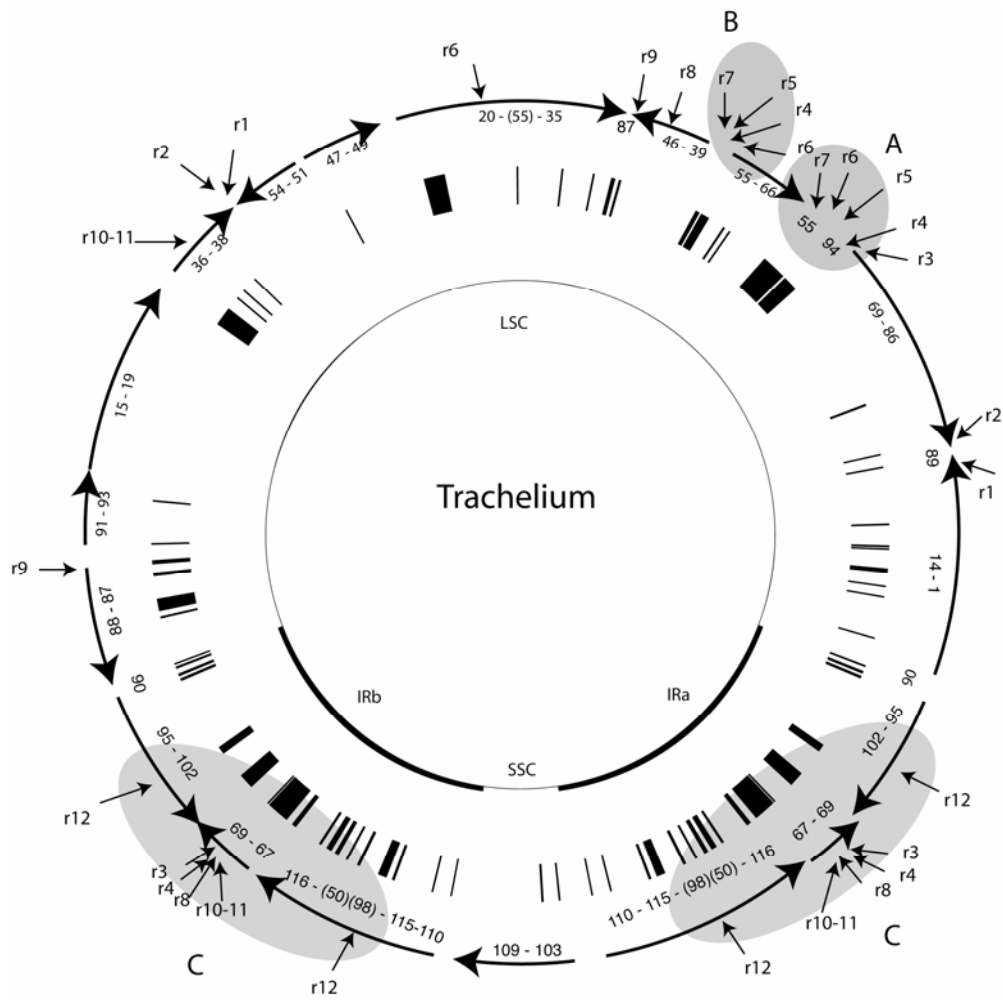 B
r6
r9
r8
r7
r5
r4
r6
A
r7
r6
r5
r4
r3
r1
r2
r10-11
36 - 38
54 - 51
47 - 49
20 - (55) - 35
87
46 - 39
55 - 66
55
94
69 - 86
r2
89
r1
14 - 1
90
102 - 95
r12
67 - 69
r3
r4
r8
r10-11
C
110 - 115 - (98)(50) - 116
r12
109 - 103
116 - (50)(98) - 115-110
r12
69 - 67
r3
r4
r8
r10-11
C
95 - 102
r12
90
88 - 87
r9
91 - 93
15 - 19
LSC
Trachelium
IRb
IRa
SSC